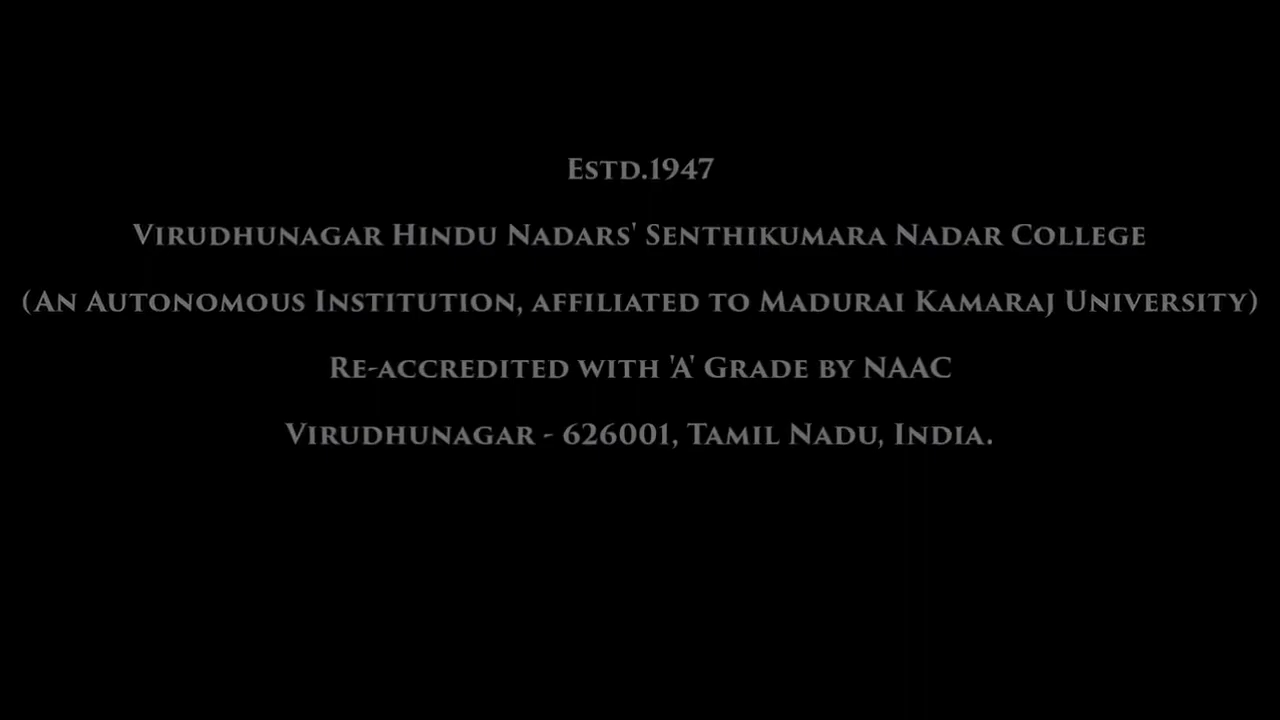 Estd.1947
Virudhunagar Hindu Nadars' Senthikumara Nadar College
(An Autonomous Institution, affiliated to Madurai Kamaraj University)
Re-accredited with 'A' Grade by NAAC
Virudhunagar - 626001, Tamil Nadu, India.